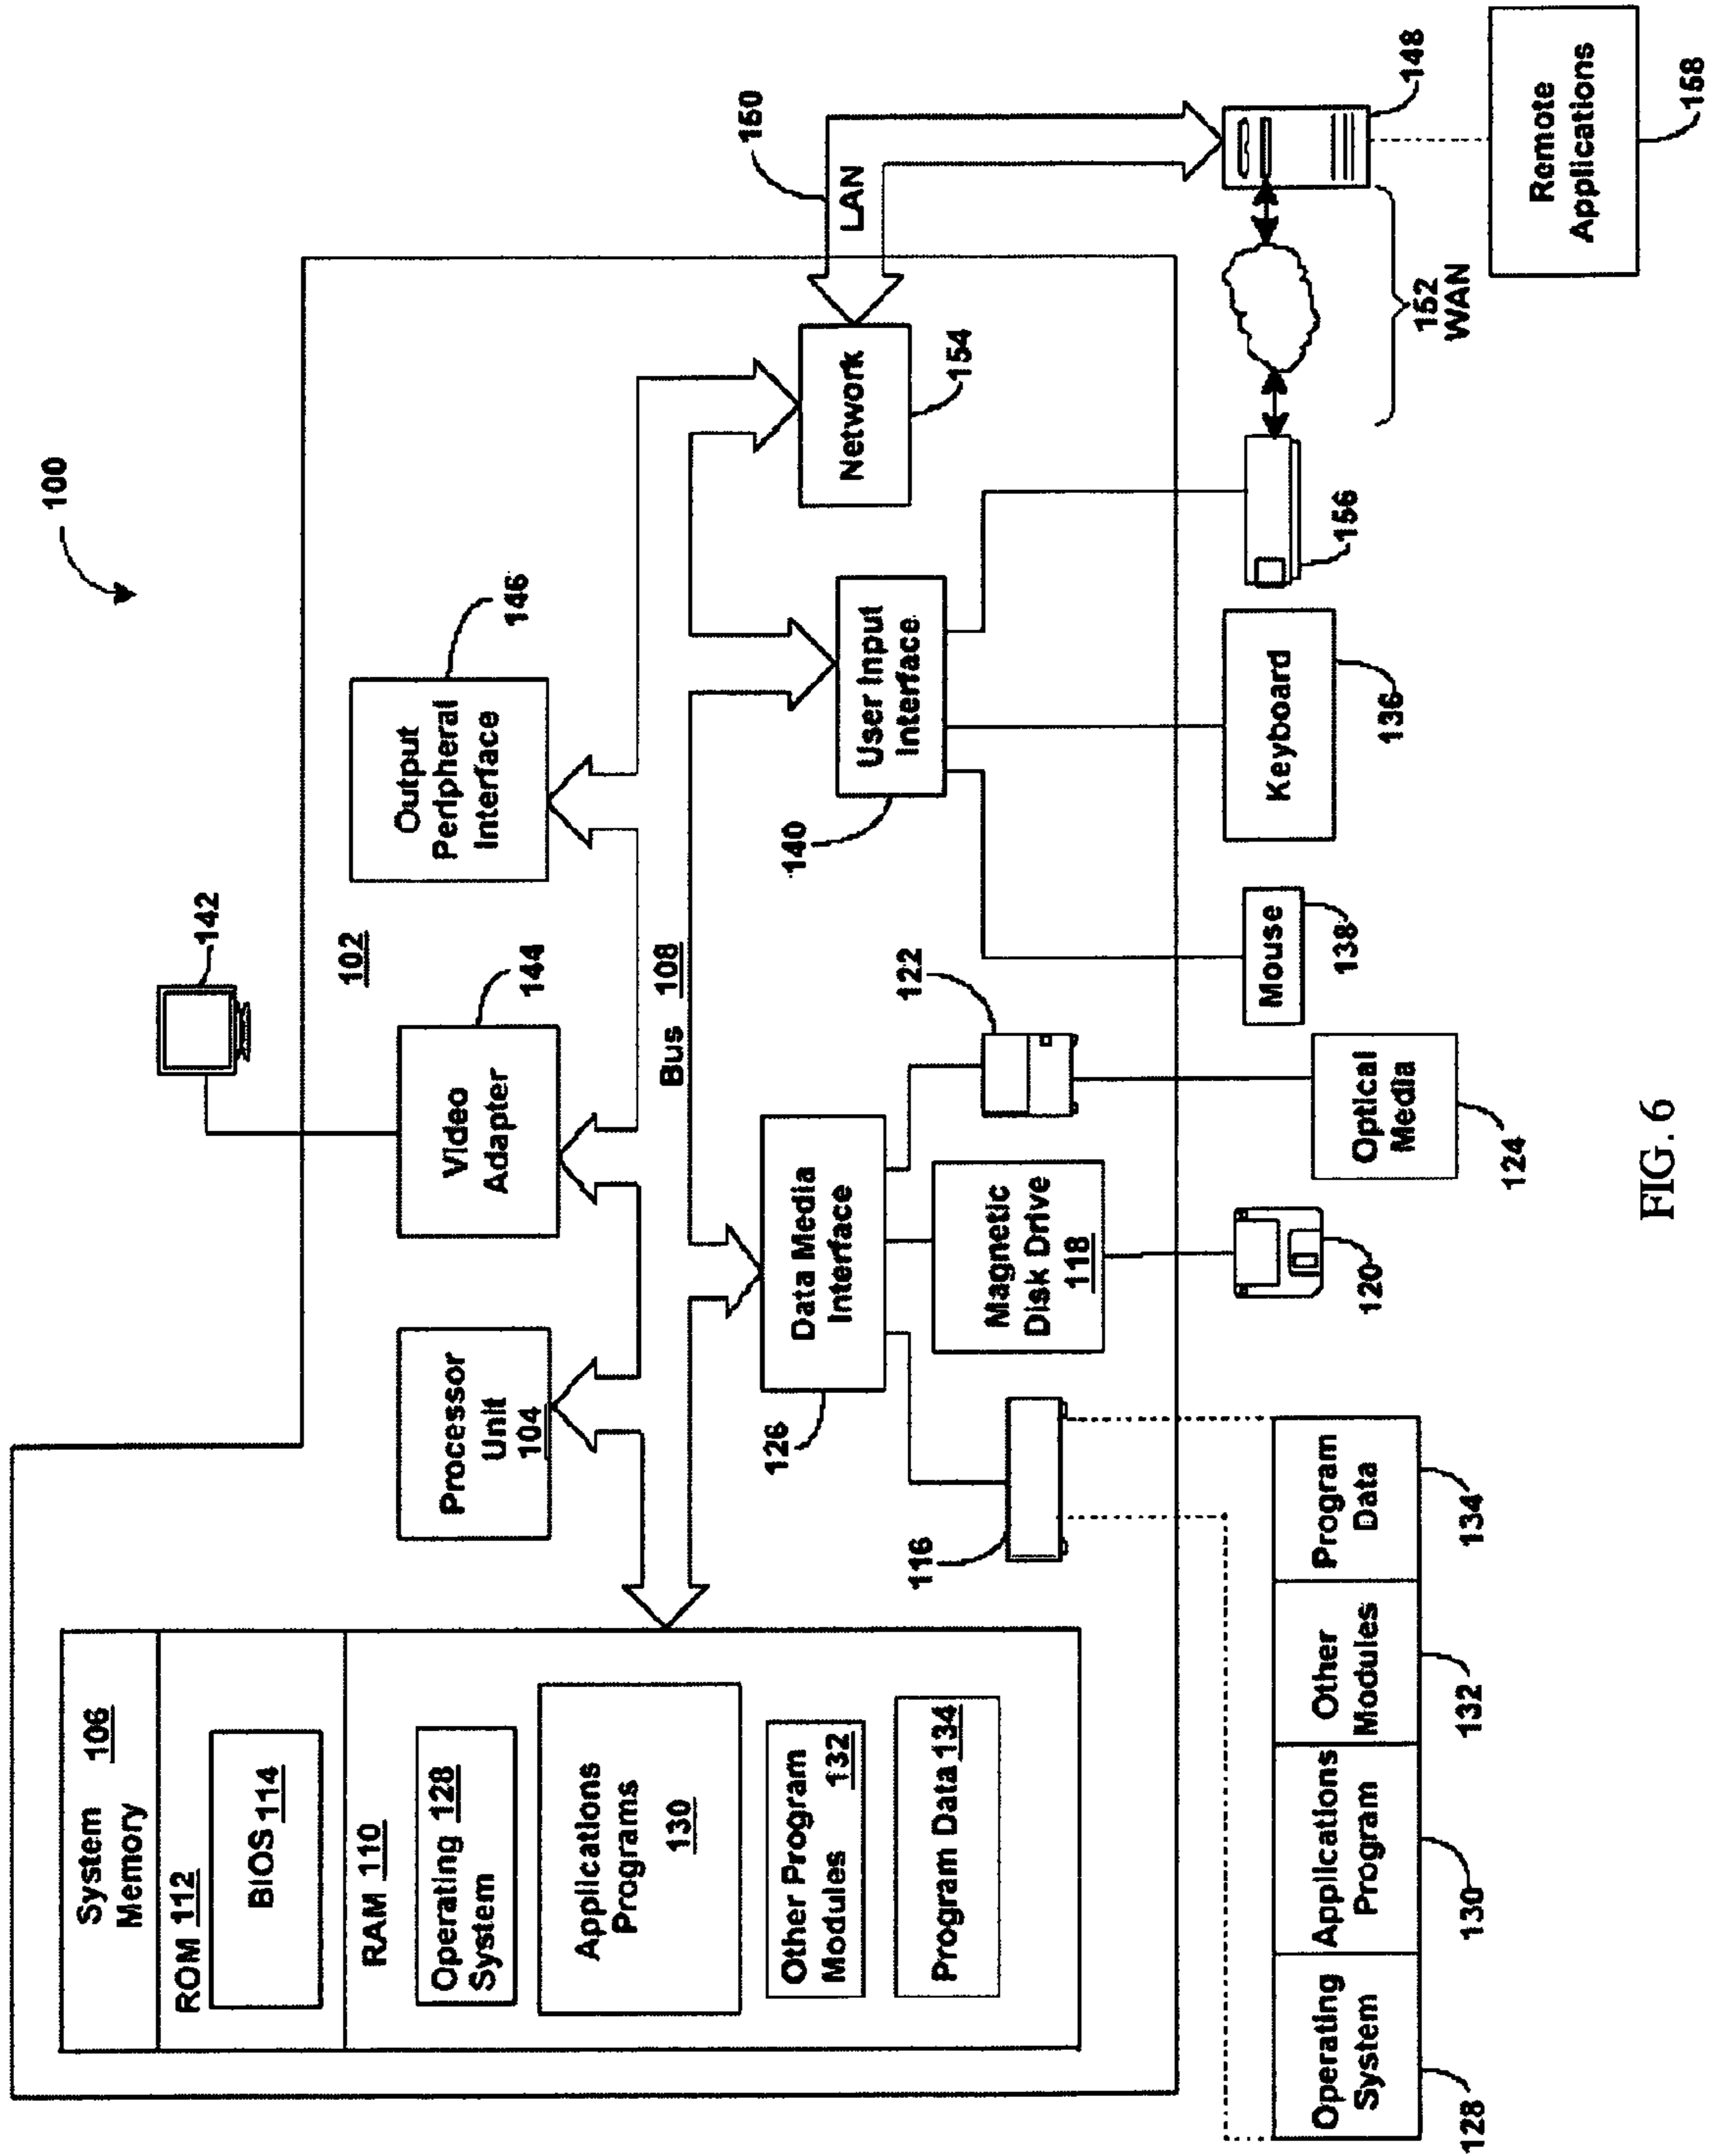 100
142
102
144
146
Video
Adapter
Output
Peripheral
Interface
System
Memory
106
ROM 112
BIOS 114
RAM 110
Operating 128
System
Applications
Programs
130
Other Program
Modules 132
Program Data 134
Processor
Unit
104
Bus 108
126
Data Media
Interface
140
User Input
Interface
Network
154
LAN
150
116
Magnetic
Disk Drive
118
122
Mouse
138
Keyboard
136
156
152
WAN
148
120
Optical
Media
124
Remote
Applications
158
Operating
System
Applications
Program
Other
Modules
Program
Data
128
130
132
134
FIG. 6